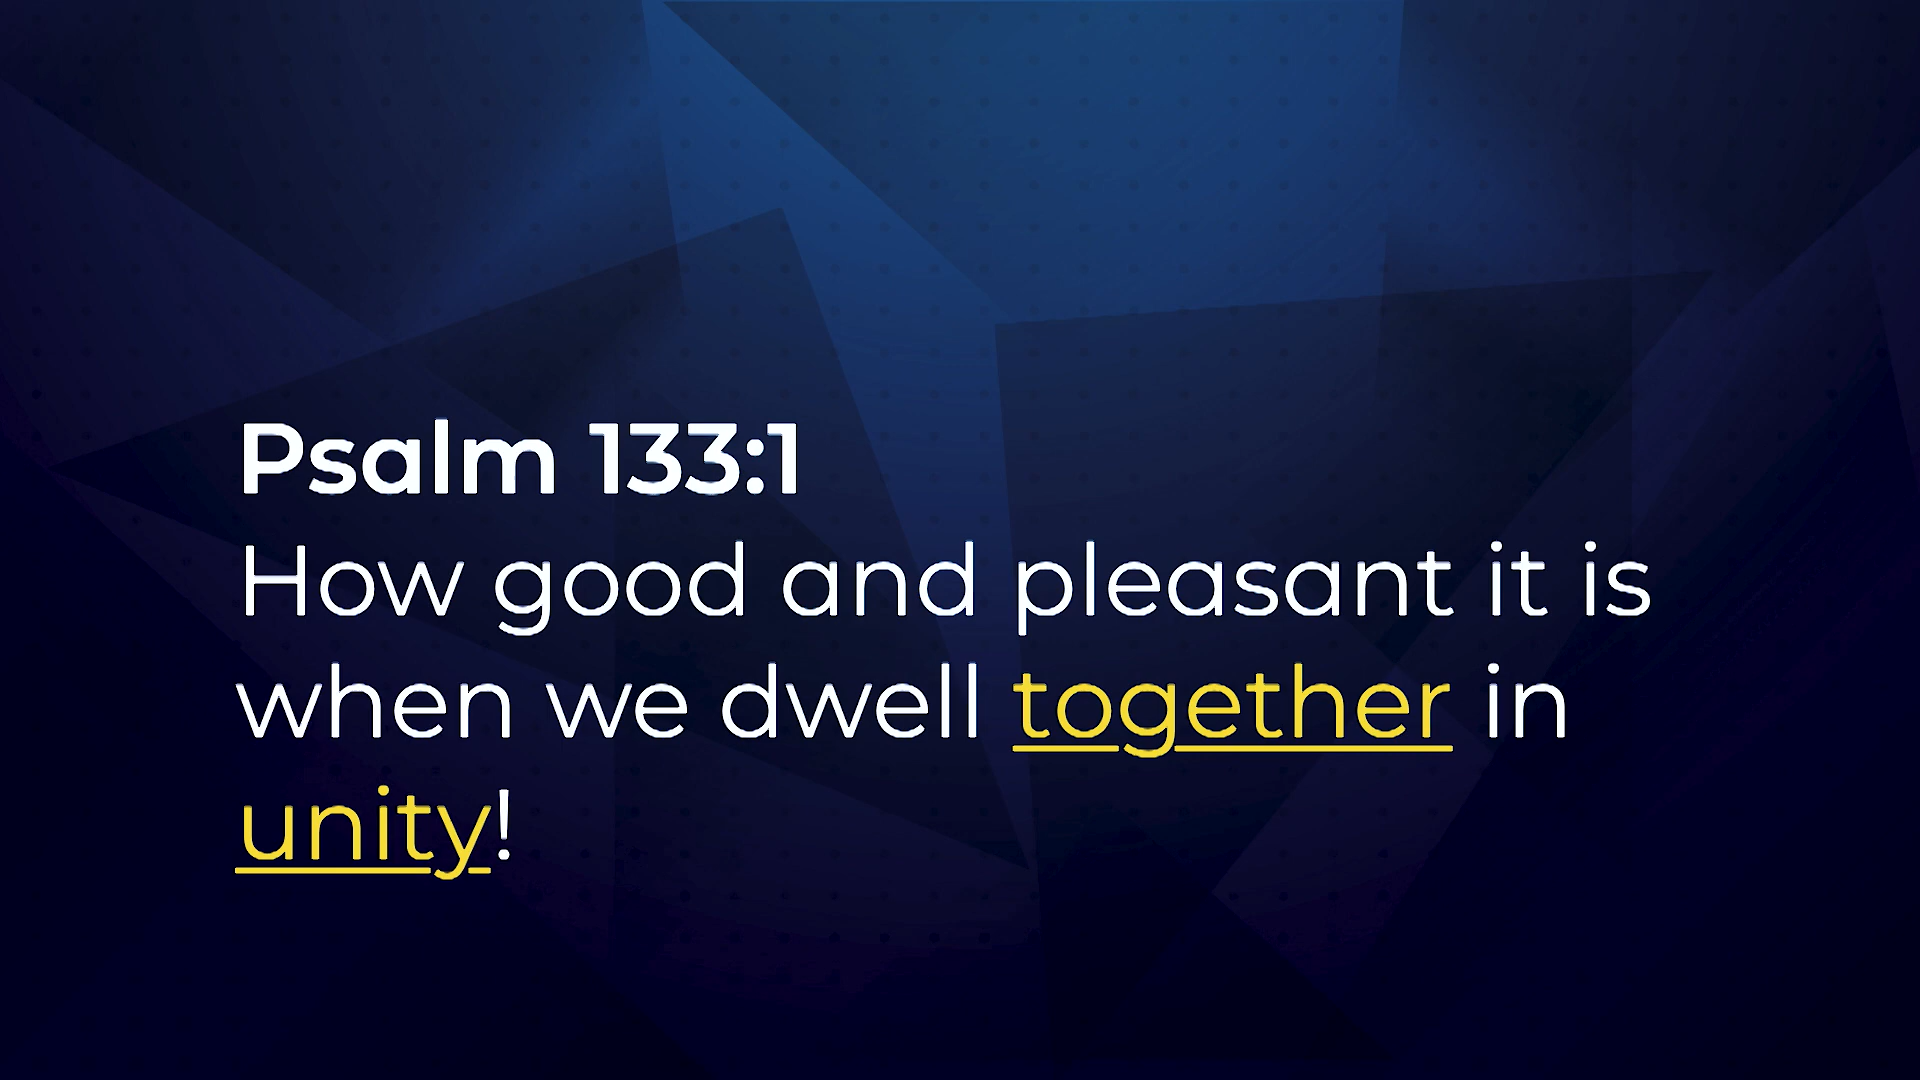 Psalm 133:1
How good and pleasant it is
when we dwell together in
unity!